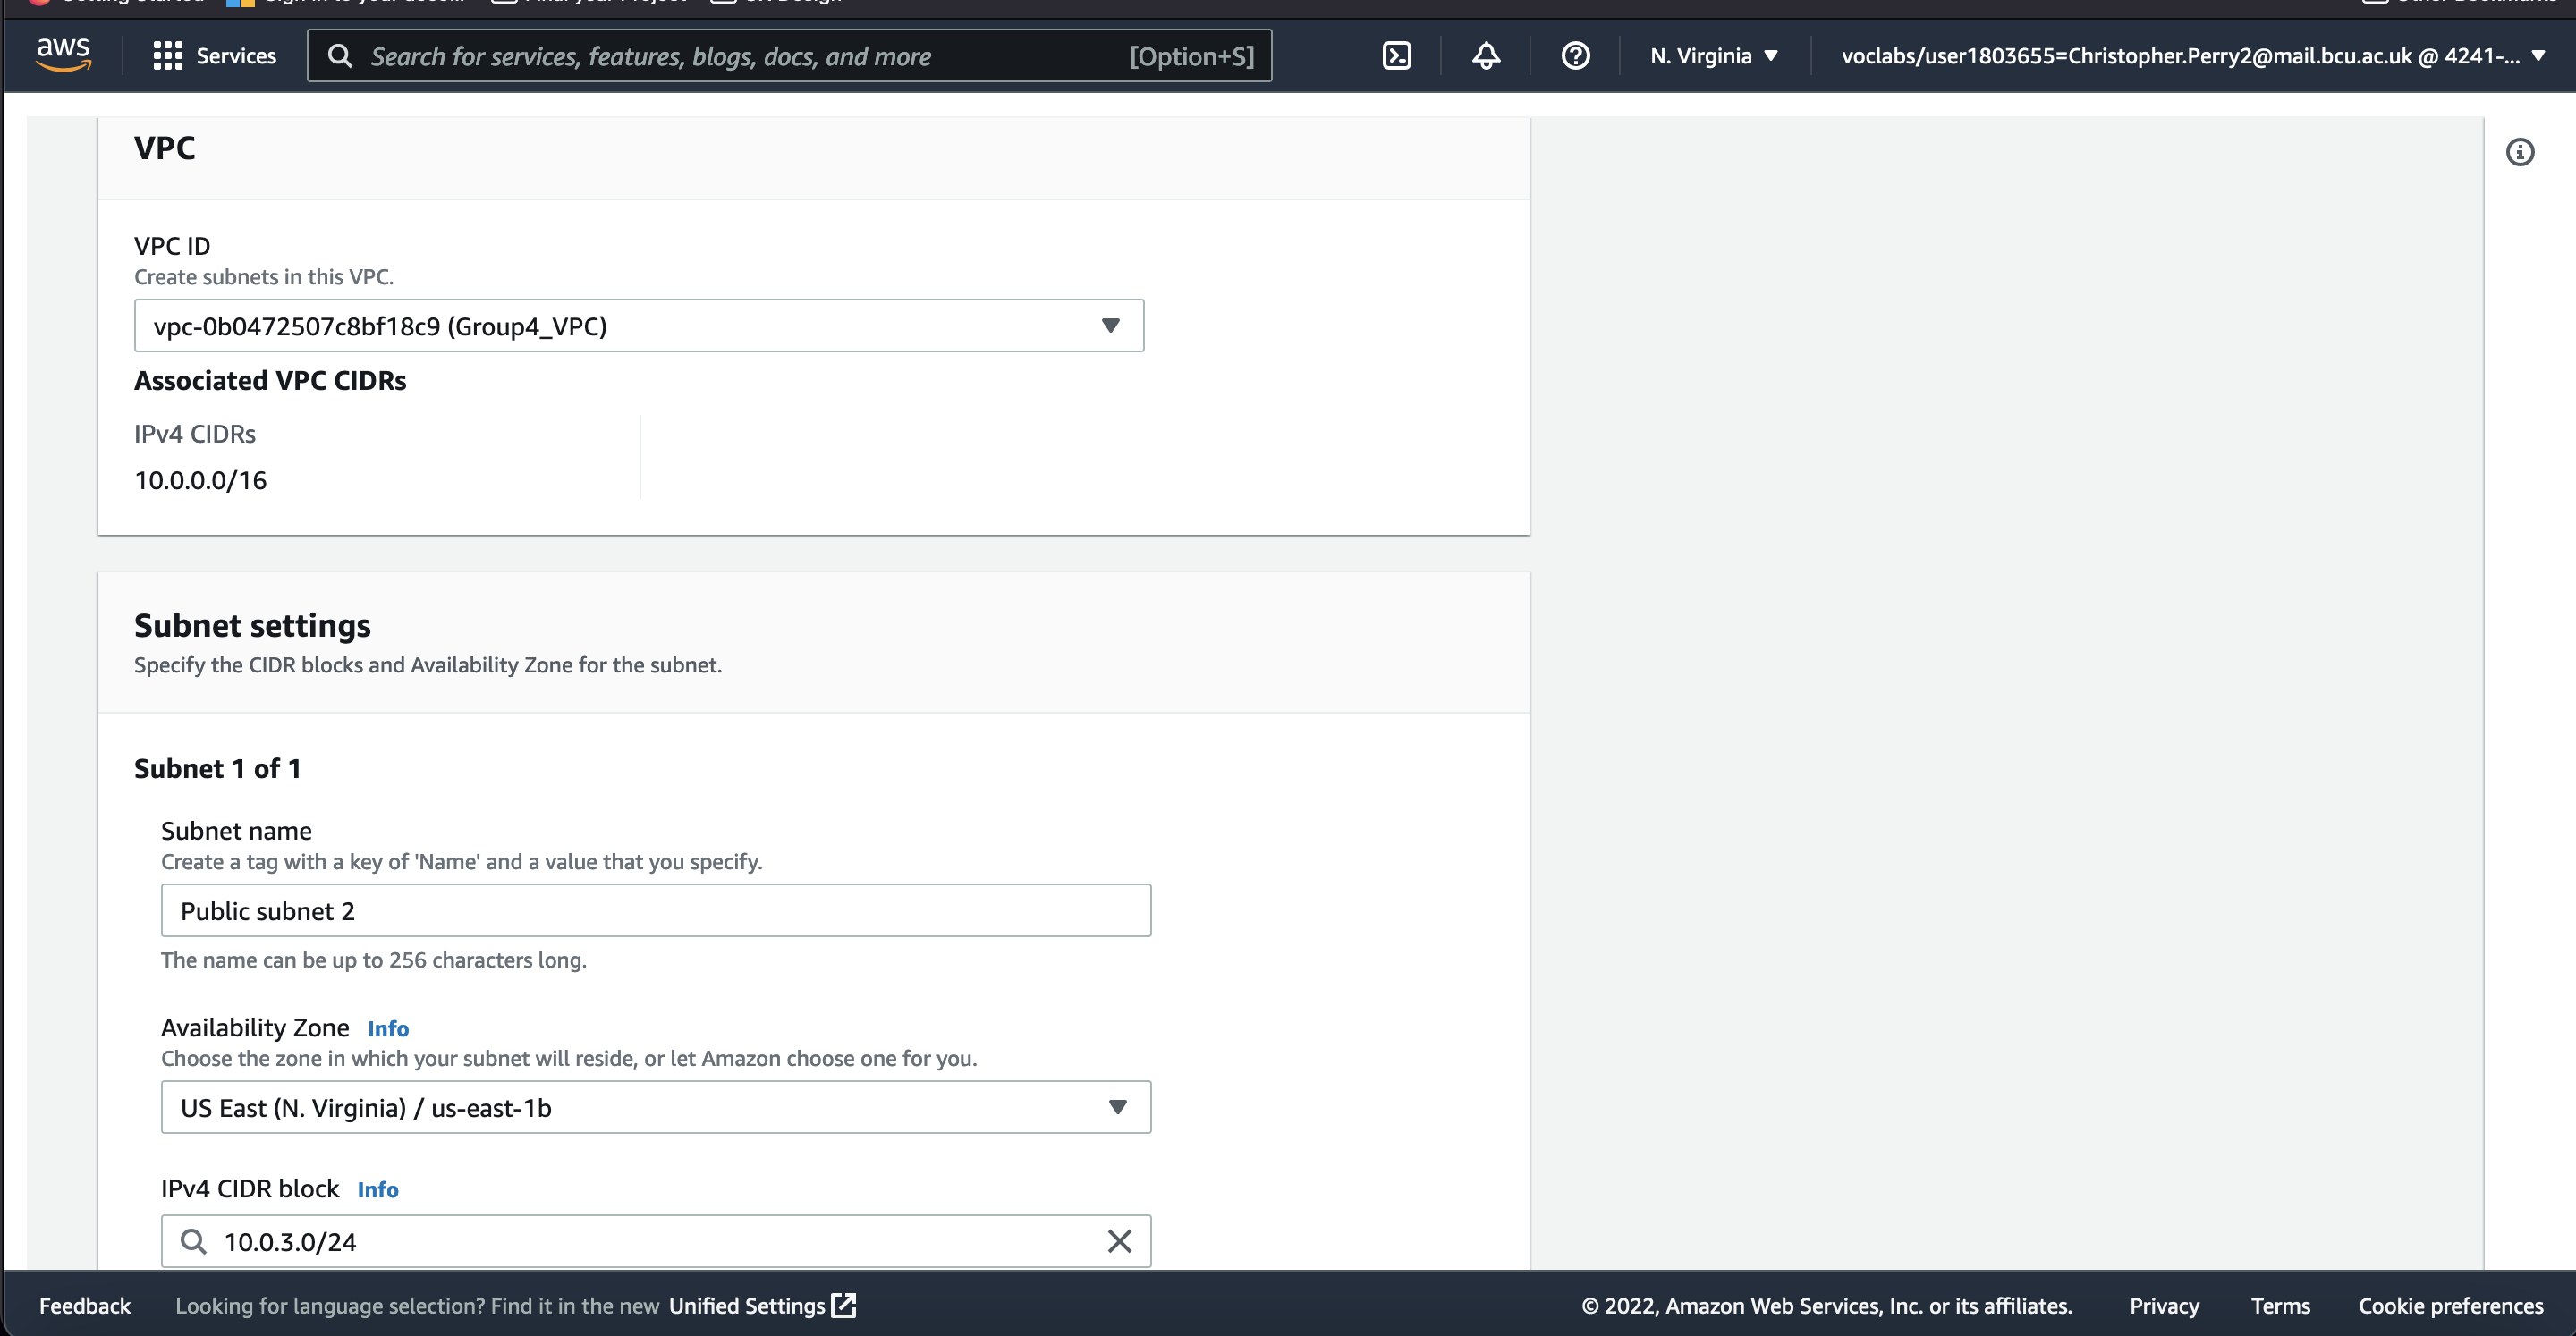 aws
Services
Search for services, features, blogs, docs, and more
[Option+S]
N. Virginia
voclabs/user1803655=Christopher.Perry2@mail.bcu.ac.uk @ 4241-...
VPC
VPC ID
Create subnets in this VPC.
vpc-0b0472507c8bf18c9 (Group4_VPC)
Associated VPC CIDRs
IPv4 CIDRs
10.0.0.0/16
Subnet settings
Specify the CIDR blocks and Availability Zone for the subnet.
Subnet 1 of 1
Subnet name
Create a tag with a key of 'Name' and a value that you specify.
Public subnet 2
The name can be up to 256 characters long.
Availability Zone Info
Choose the zone in which your subnet will reside, or let Amazon choose one for you.
US East (N. Virginia) / us-east-1b
IPv4 CIDR block Info
10.0.3.0/24
Feedback
Looking for language selection? Find it in the new Unified Settings
© 2022, Amazon Web Services, Inc. or its affiliates.
Privacy
Terms
Cookie preferences